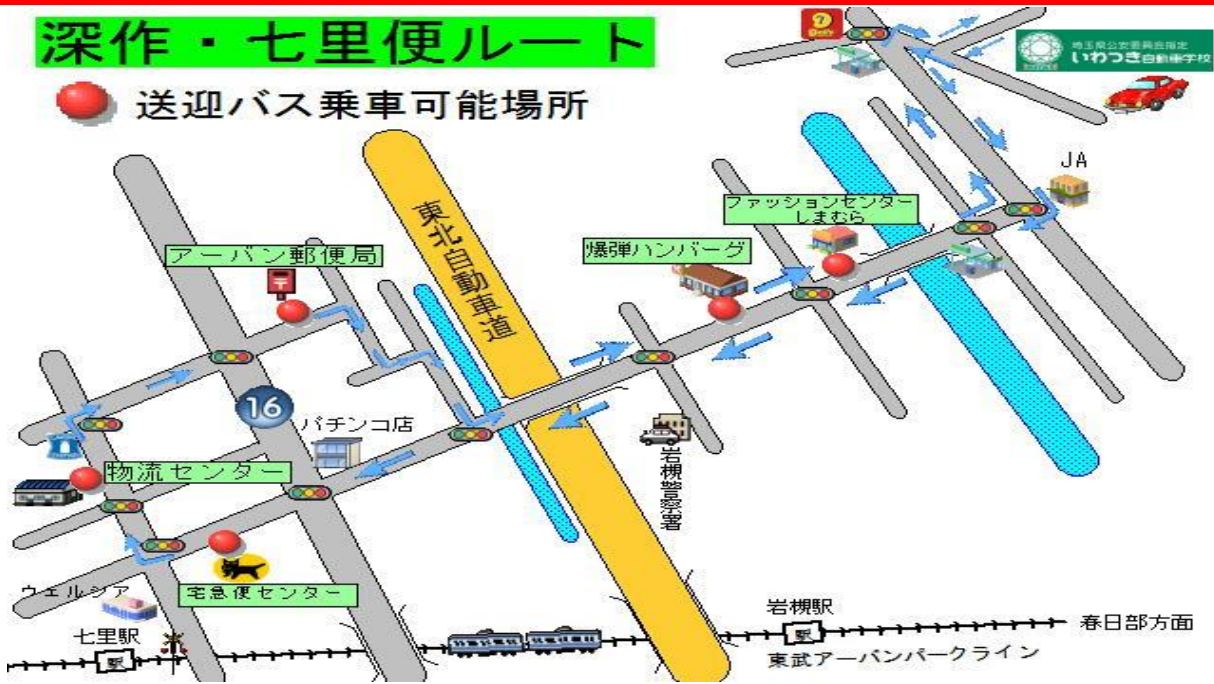 深作・七里便ルート
送迎バス乗車可能場所
埼玉県公安委員会指定
いわつき自動車学校
JA
ファッションセンター
しまむら
爆弾ハンバーグ
東北自動車道
アーバン郵便局
〒
16
パチンコ店
物流センター
岩槻警察署
宅急便センター
ウェルシア
七里駅
駅
岩槻駅
駅
春日部方面
東武アーバンパークライン